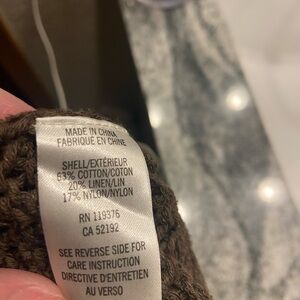 MADE IN CHINA
FABRIQUÉ EN CHINE
SHELL/EXTÉRIEUR
63% COTTON/COTON
20% LINEN/LIN
17% NYLON/NYLON
RN 119376
CA 52192
SEE REVERSE SIDE FOR
CARE INSTRUCTION
DIRECTIVE D'ENTRETIEN
AU VERSO